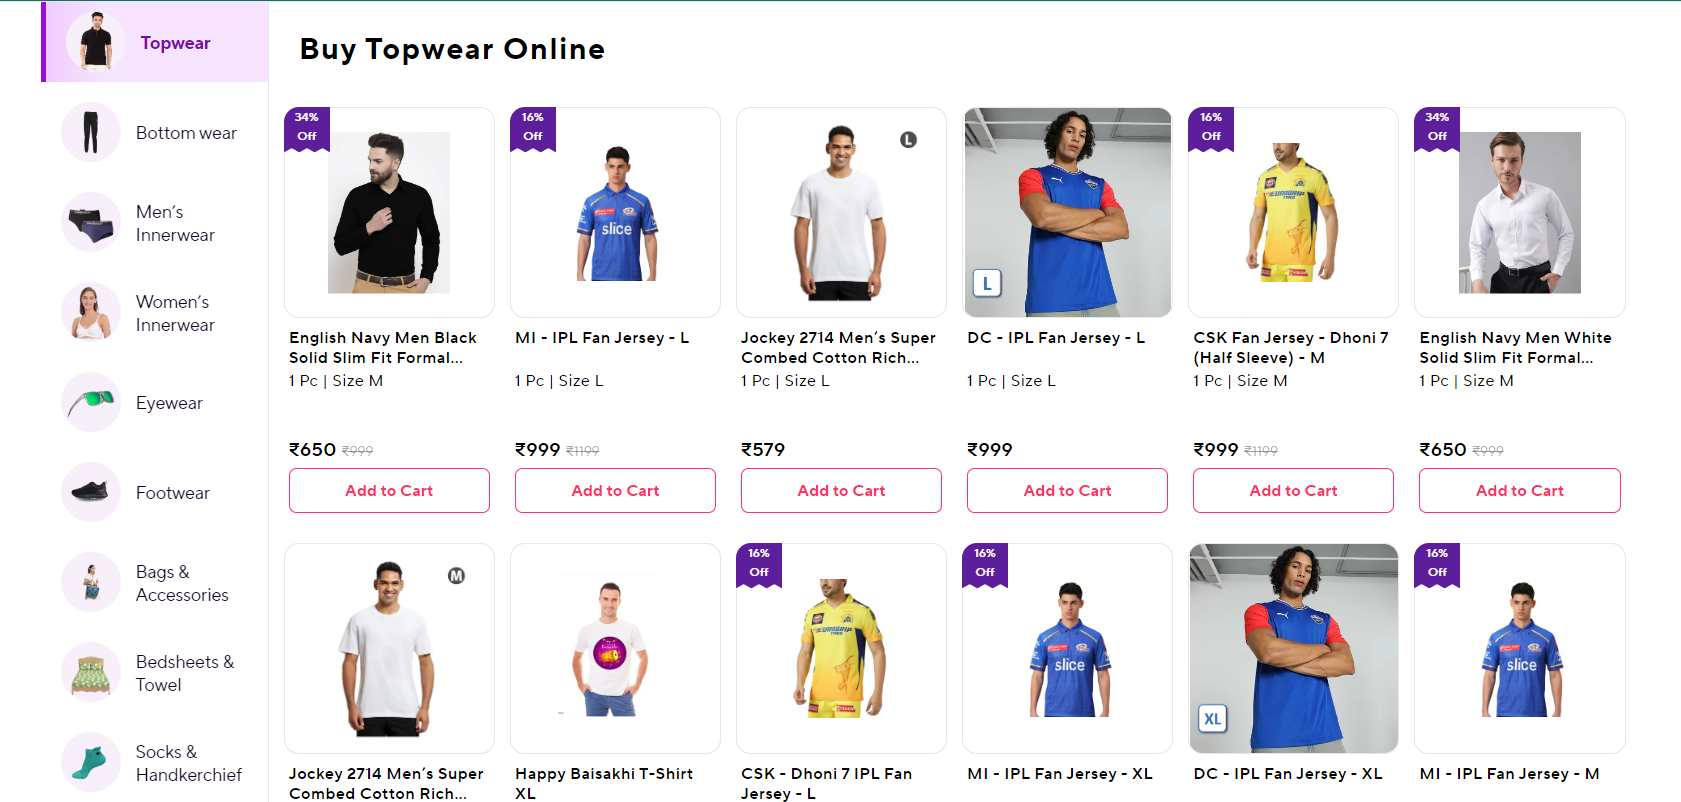 Topwear
Bottom wear
Men's
Innerwear
Women's
Innerwear
Eyewear
Footwear
Bags &
Accessories
Bedsheets &
Towel
Socks &
Handkerchief
Buy Topwear Online
34%
Off
16%
Off
slice
L
L
16%
Off
EUROGRIP
34%
Off
English Navy Men Black
Solid Slim Fit Formal...
1 Pc | Size M
₹650 ₹999
Add to Cart
MI - IPL Fan Jersey - L
1 Pc | Size L
₹999 ₹1199
Add to Cart
Jockey 2714 Men's Super
Combed Cotton Rich...
1 Pc | Size L
₹579
Add to Cart
DC - IPL Fan Jersey - L
1 Pc | Size L
₹999
Add to Cart
CSK Fan Jersey - Dhoni 7
(Half Sleeve) - M
1 Pc | Size M
₹999 ₹1199
Add to Cart
English Navy Men White
Solid Slim Fit Formal...
1 Pc | Size M
₹650 ₹999
Add to Cart
M
16%
Off
EUROGRIP
16%
Off
slice
XL
16%
Off
slice
Jockey 2714 Men's Super
Combed Cotton Rich...
Happy Baisakhi T-Shirt
XL
CSK - Dhoni 7 IPL Fan
Jersey - L
MI - IPL Fan Jersey - XL
DC - IPL Fan Jersey - XL
MI - IPL Fan Jersey - M